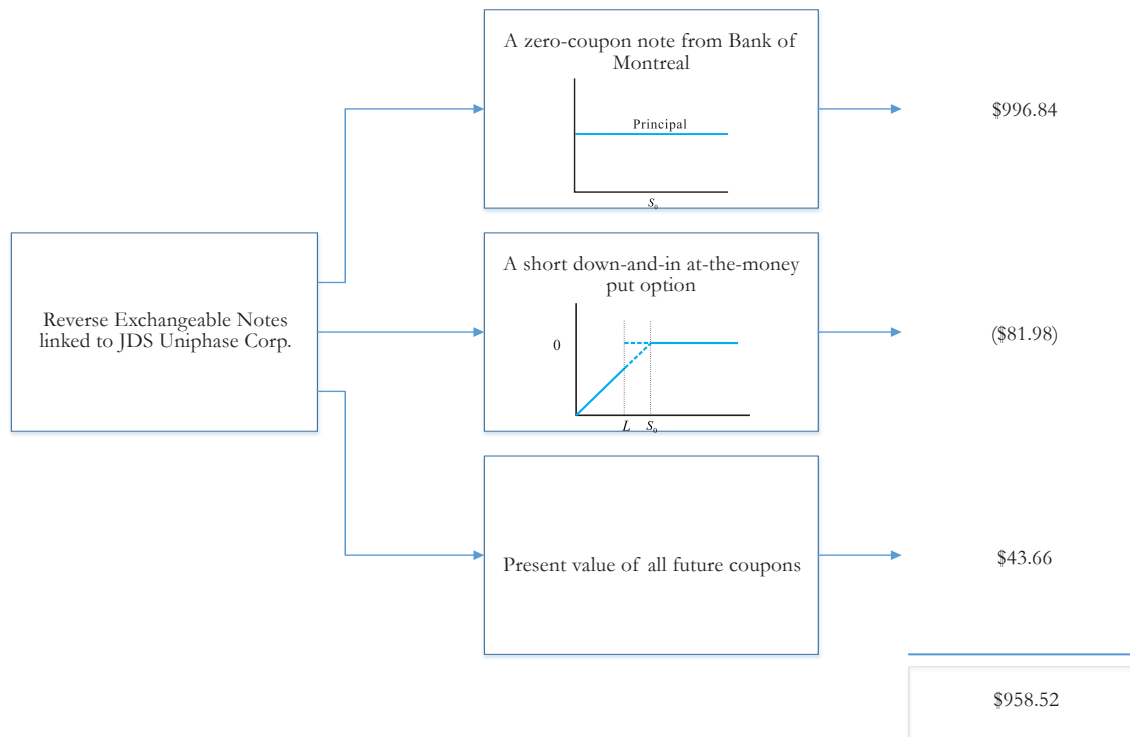 A zero-coupon note from Bank of
Montreal
Principal
S₀
$996.84
Reverse Exchangeable Notes
linked to JDS Uniphase Corp.
A short down-and-in at-the-money
put option
0
L S₀
($81.98)
Present value of all future coupons
$43.66
$958.52